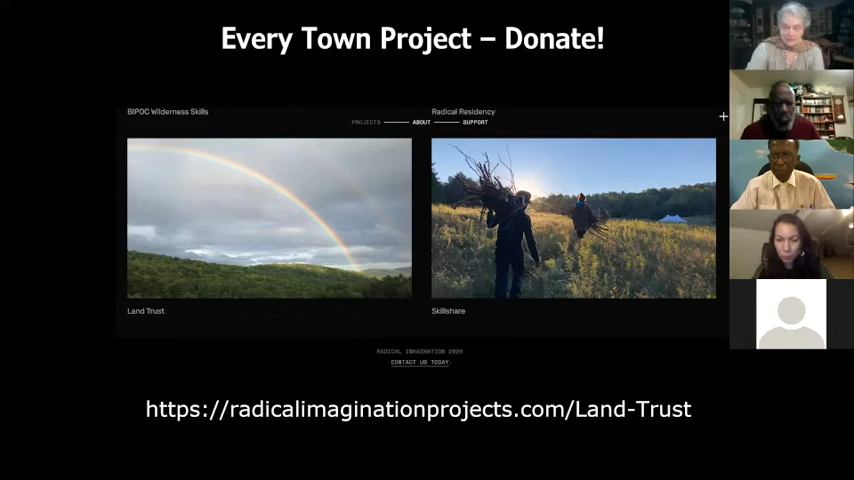 Every Town Project – Donate!
BIPOC Wilderness Skills
Radical Residency
PROJECTS ABOUT SUPPORT
Land Trust
Skillshare
RADICAL IMAGINATION 2020
CONTACT US TODAY.
https://radicalimaginationprojects.com/Land-Trust